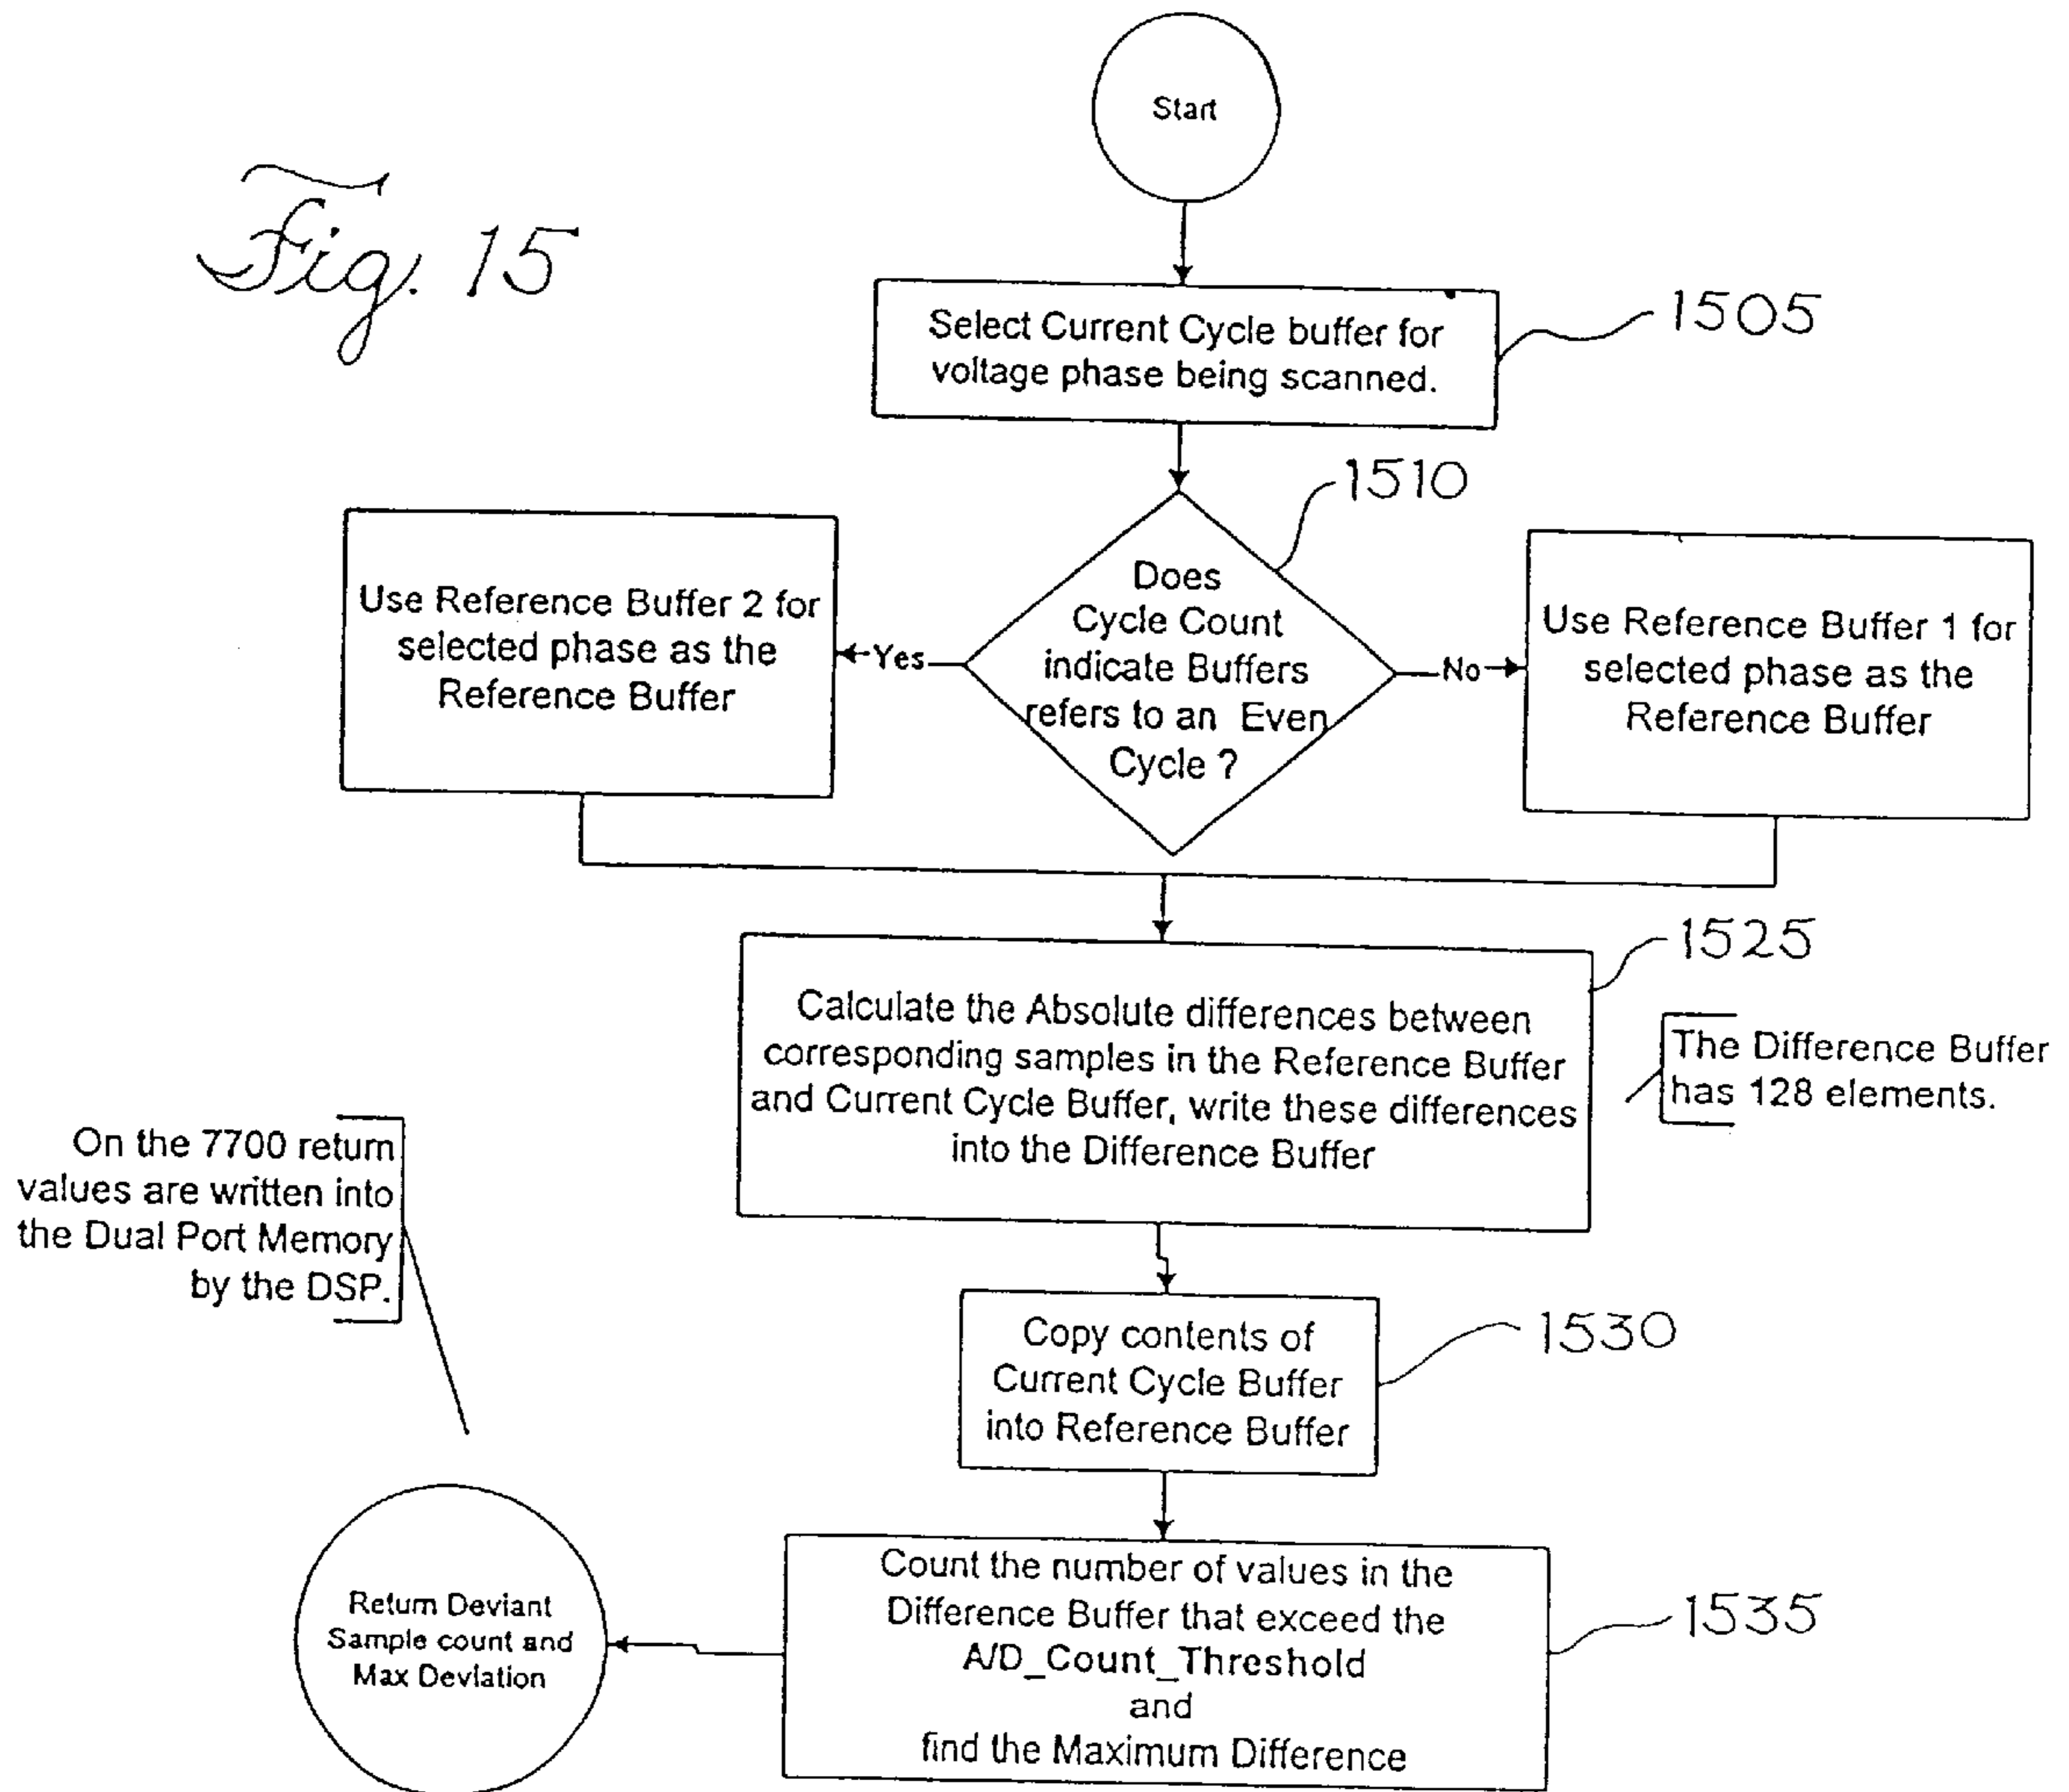 Start
Fig. 15
Select Current Cycle buffer for
voltage phase being scanned.
1505
1510
Does
Cycle Count
indicate Buffers
refers to an Even
Cycle ?
Yes
No
Use Reference Buffer 2 for
selected phase as the
Reference Buffer
Use Reference Buffer 1 for
selected phase as the
Reference Buffer
1525
Calculate the Absolute differences between
corresponding samples in the Reference Buffer
and Current Cycle Buffer, write these differences
into the Difference Buffer
The Difference Buffer
has 128 elements.
On the 7700 return
values are written into
the Dual Port Memory
by the DSP.
Copy contents of
Current Cycle Buffer
into Reference Buffer
1530
Count the number of values in the
Difference Buffer that exceed the
A/D_Count_Threshold
and
find the Maximum Difference
1535
Return Deviant
Sample count and
Max Deviation